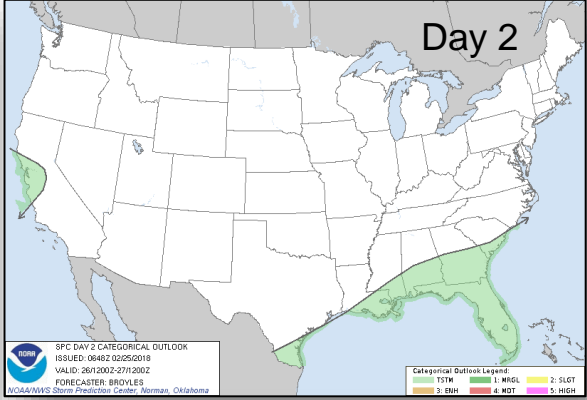 Day 2
SPC DAY 2 CATEGORICAL OUTLOOK
ISSUED: 0648Z 02/25/2018
VALID: 26/1200Z-27/1200Z
FORECASTER: BROYLES
NOAA/NWS Storm Prediction Center, Norman, Oklahoma
NOAA
Categorical Outlook Legend:
TSTM 1: MRGL 2: SLGT
3: ENH 4: MDT 5: HIGH